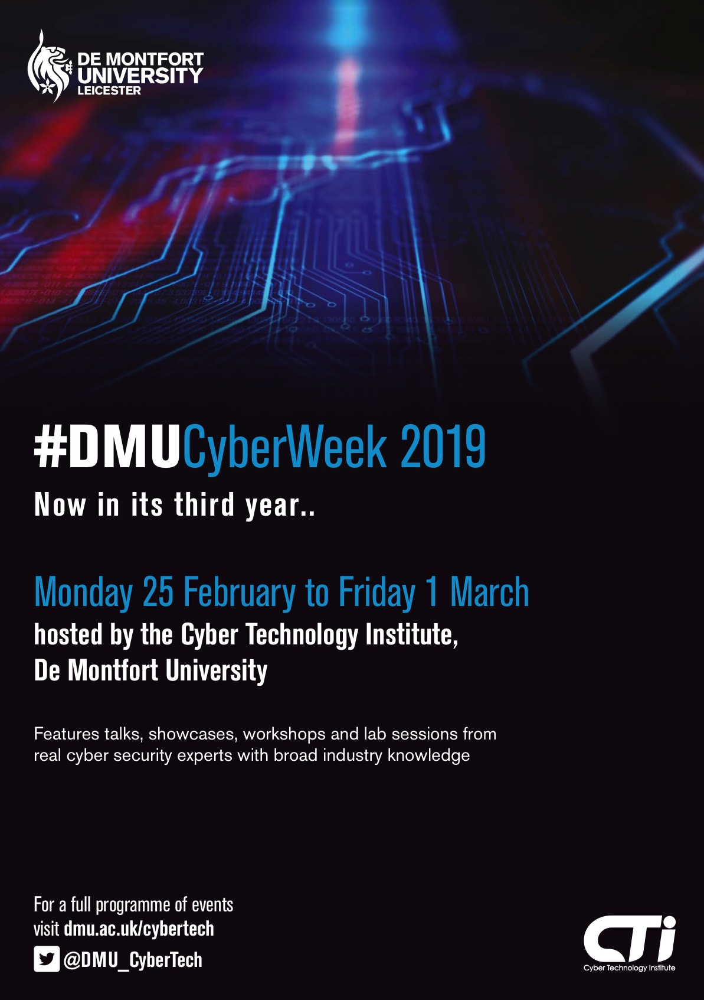 DE MONTFORT
UNIVERSITY
LEICESTER
#DMUCyberWeek 2019
Now in its third year..
Monday 25 February to Friday 1 March
hosted by the Cyber Technology Institute,
De Montfort University
Features talks, showcases, workshops and lab sessions from
real cyber security experts with broad industry knowledge
For a full programme of events
visit dmu.ac.uk/cybertech
@DMU_CyberTech
CTi
Cyber Technology Institute